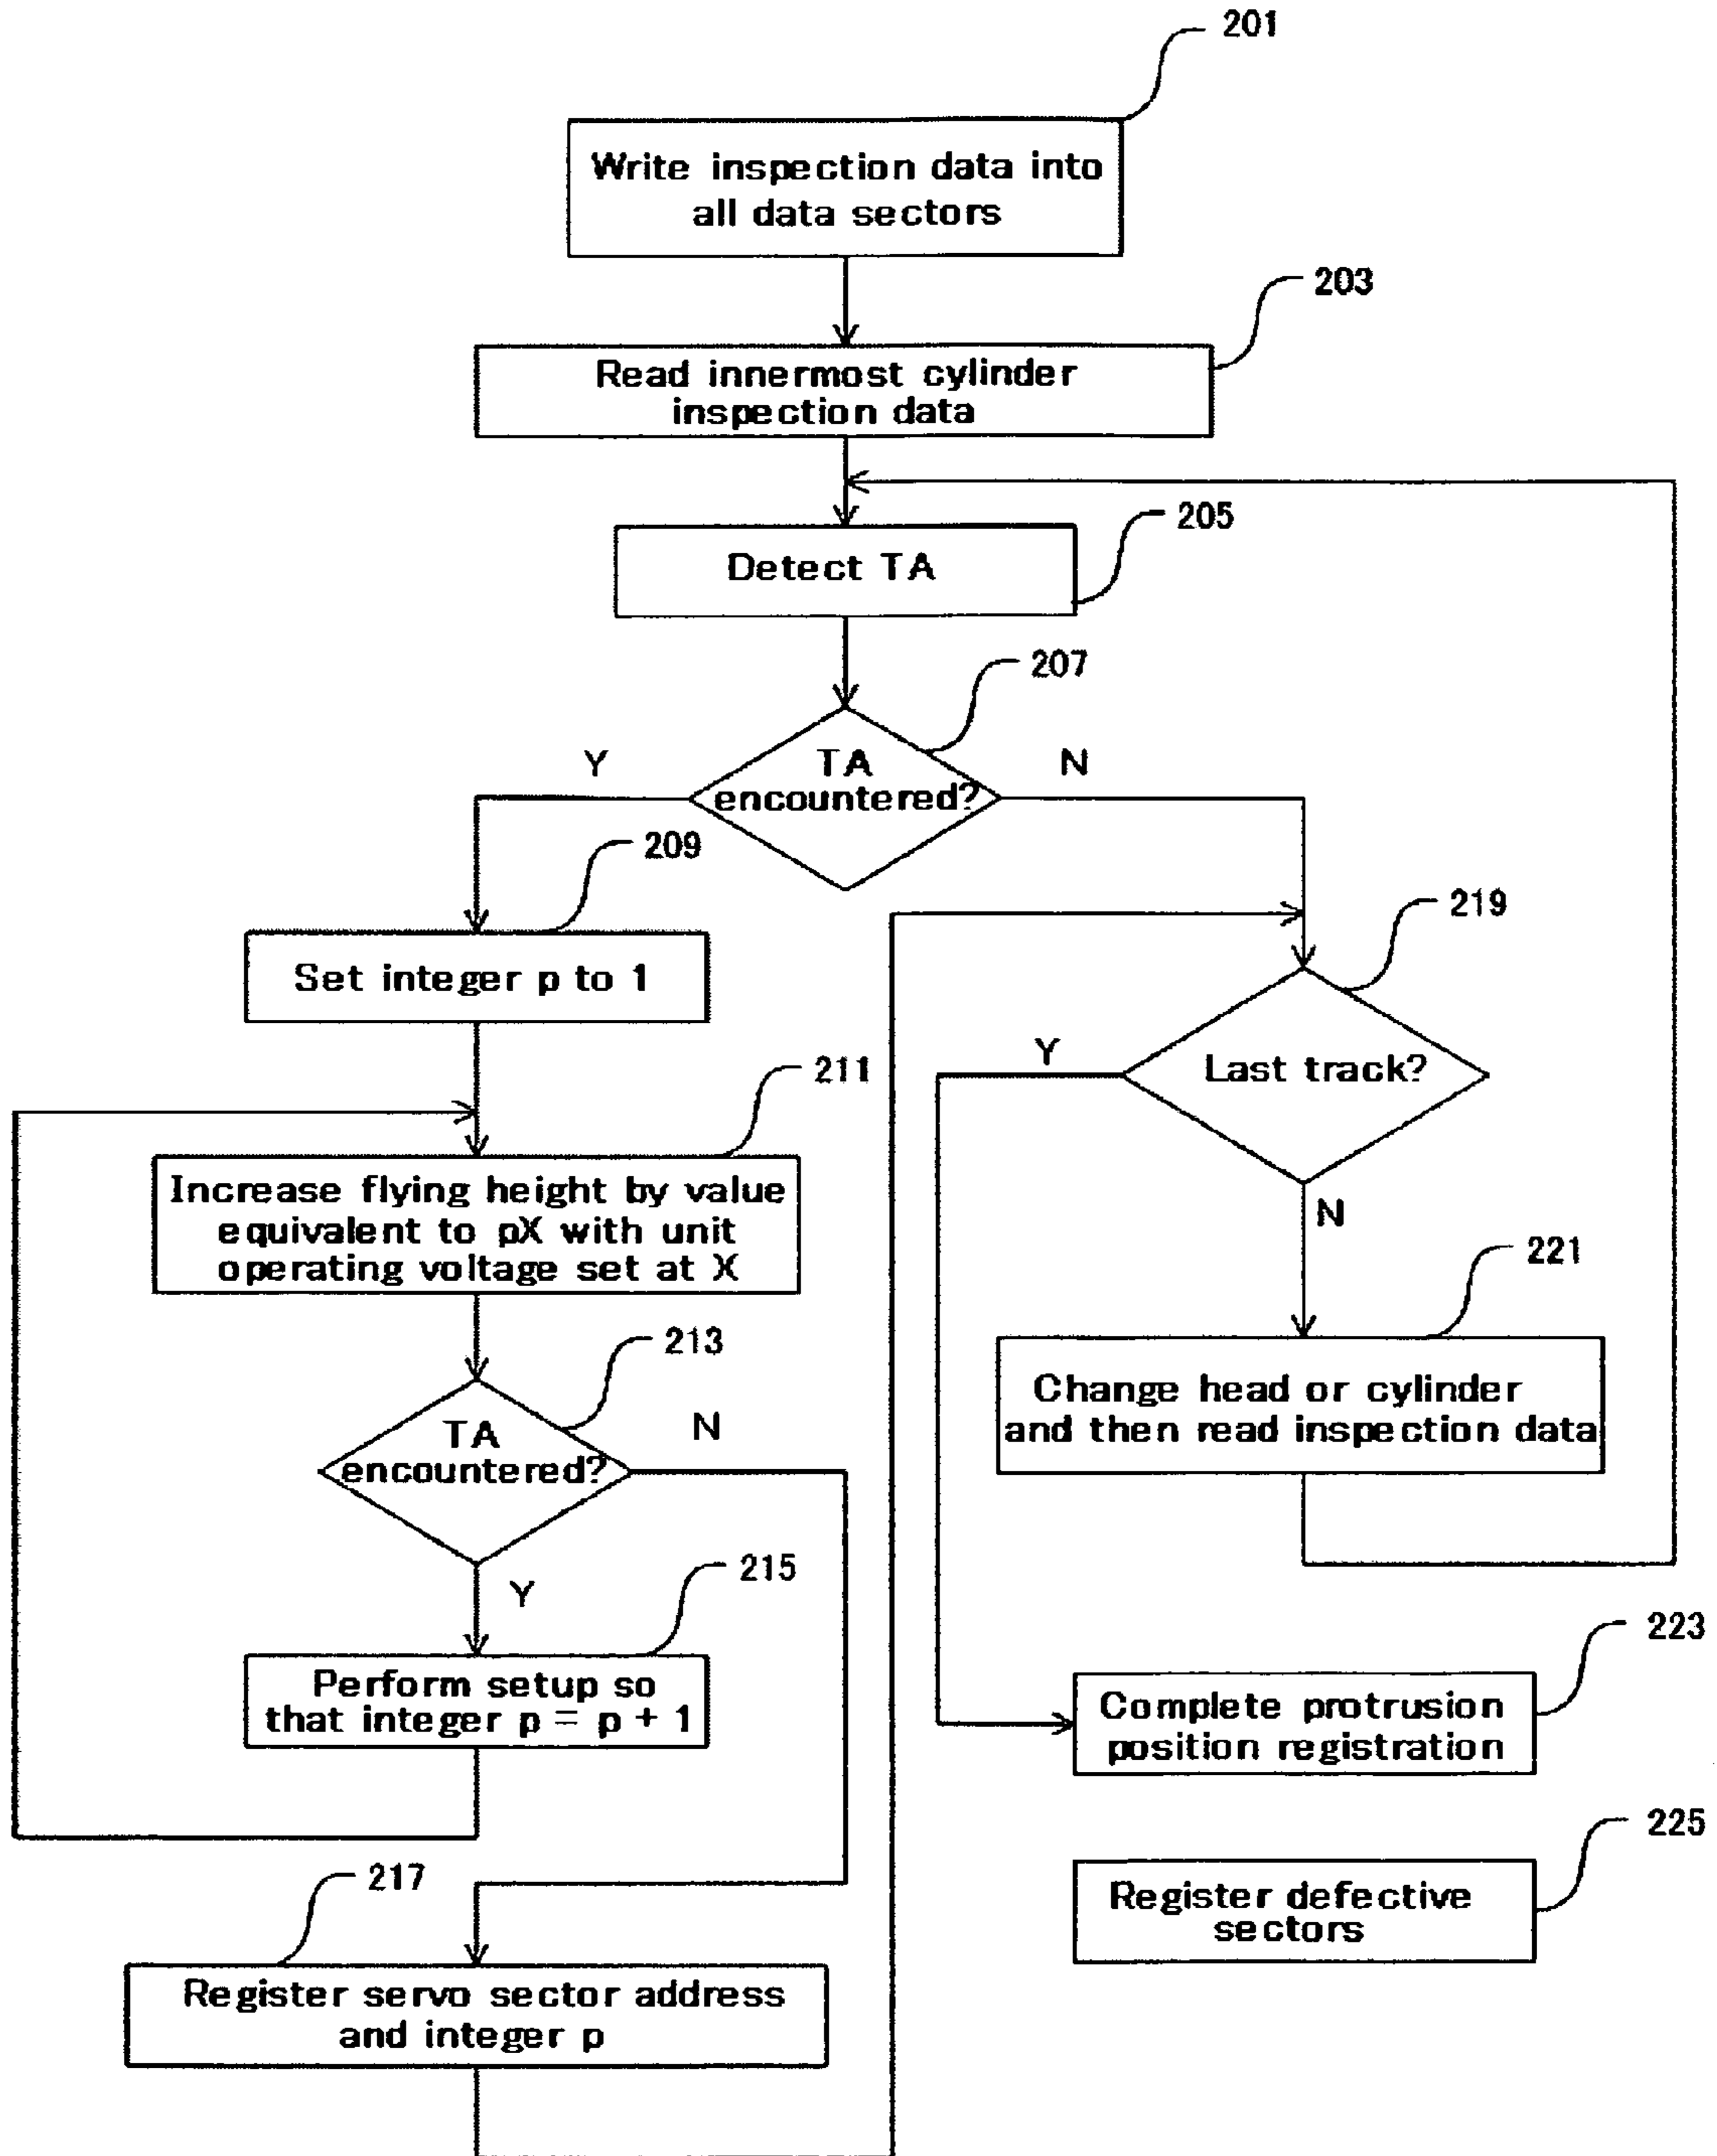 201
Write inspection data into
all data sectors
203
Read innermost cylinder
inspection data
205
Detect TA
207
Y
TA
encountered?
N
209
Set integer p to 1
219
Y
Last track?
N
211
Increase flying height by value
equivalent to pX with unit
operating voltage set at X
213
TA
encountered?
N
Y
221
Change head or cylinder
and then read inspection data
215
Perform setup so
that integer p = p + 1
223
Complete protrusion
position registration
225
Register defective
sectors
217
Register servo sector address
and integer p